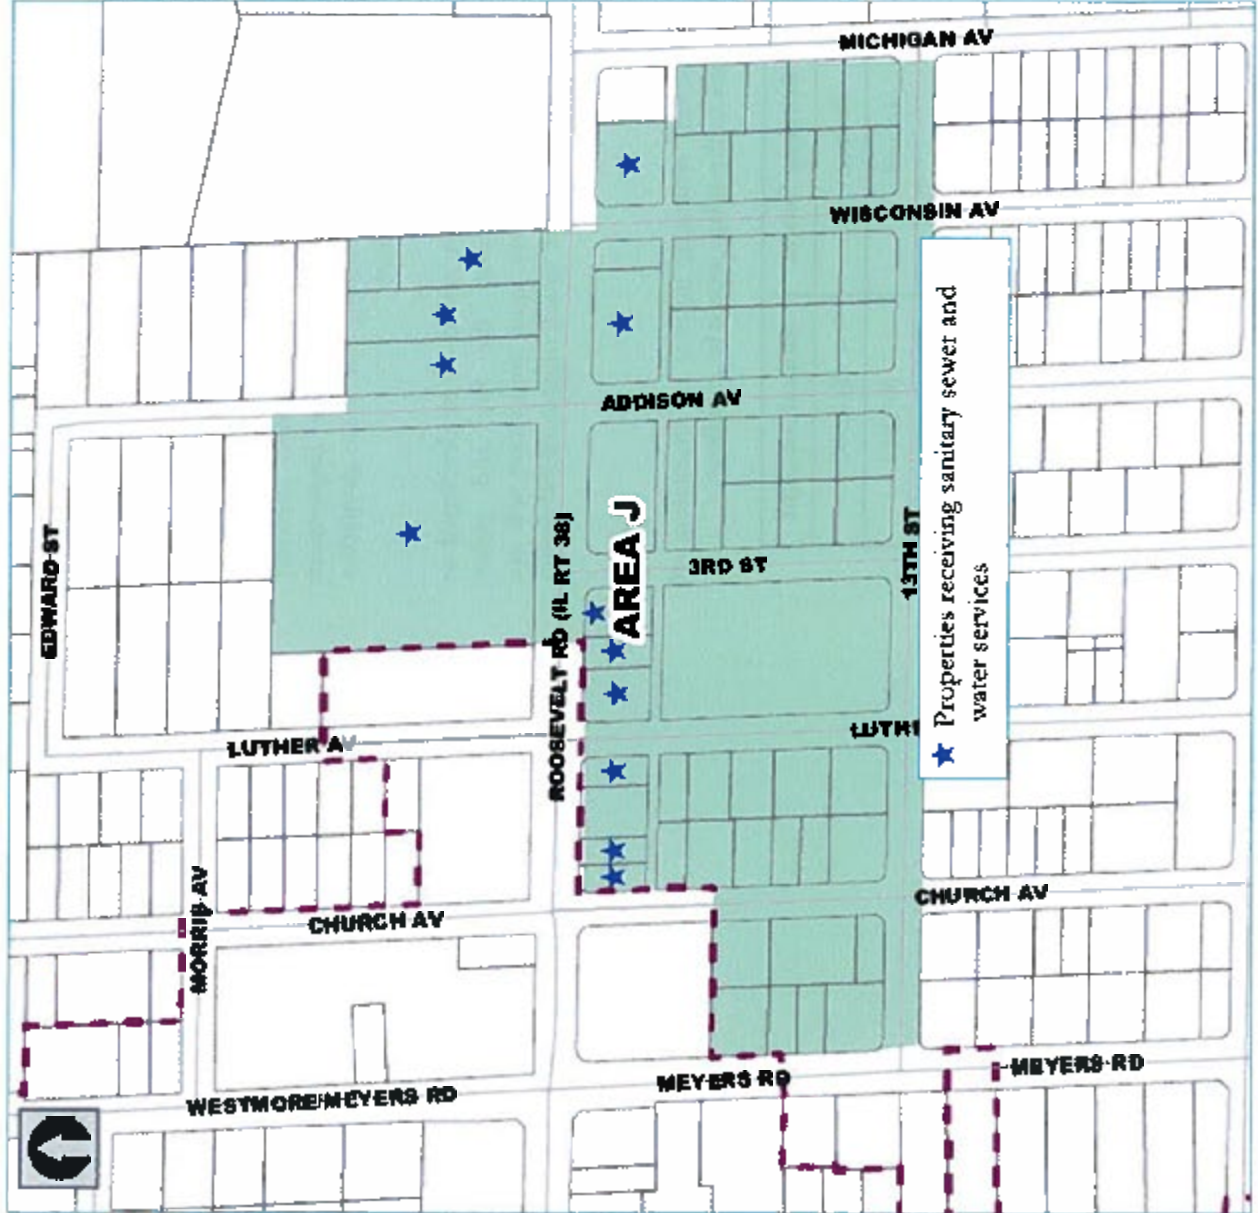 MICHIGAN AV
WISCONSIN AV
ADDISON AV
EDWARD ST
ROOSEVELT RD (IL RT 38)
AREA J
3RD ST
13TH ST
Properties receiving sanitary sewer and
water services
LUTHER AV
LUTHE
MORRIS AV
CHURCH AV
CHURCH AV
WESTMORE/MEYERS RD
MEYERS RD
MEYERS RD